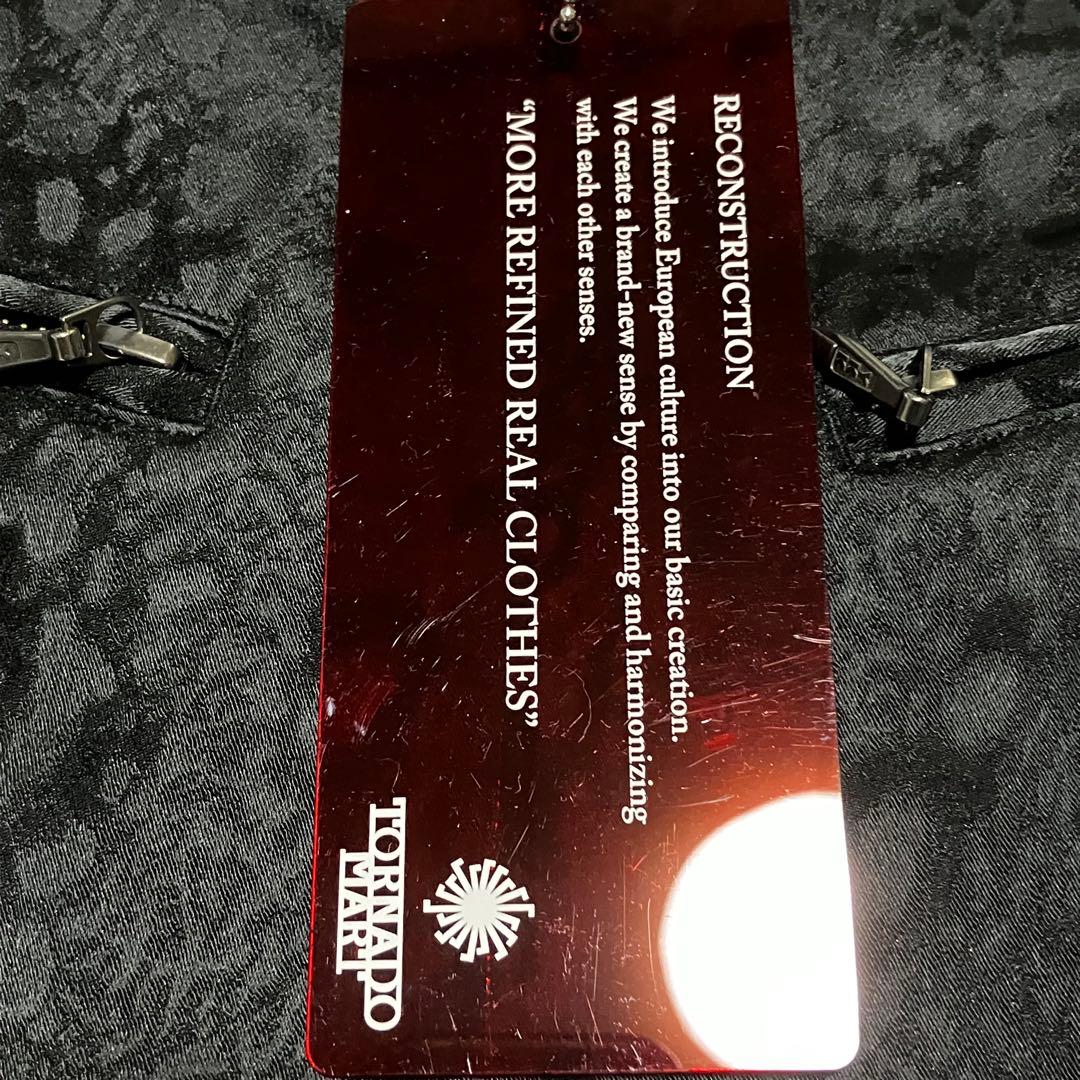 RECONSTRUCTION
We introduce European culture into our basic creation.
We create a brand-new sense by comparing and harmonizing
with each other senses.
“MORE REFINED REAL CLOTHES”
TORNADO
MART